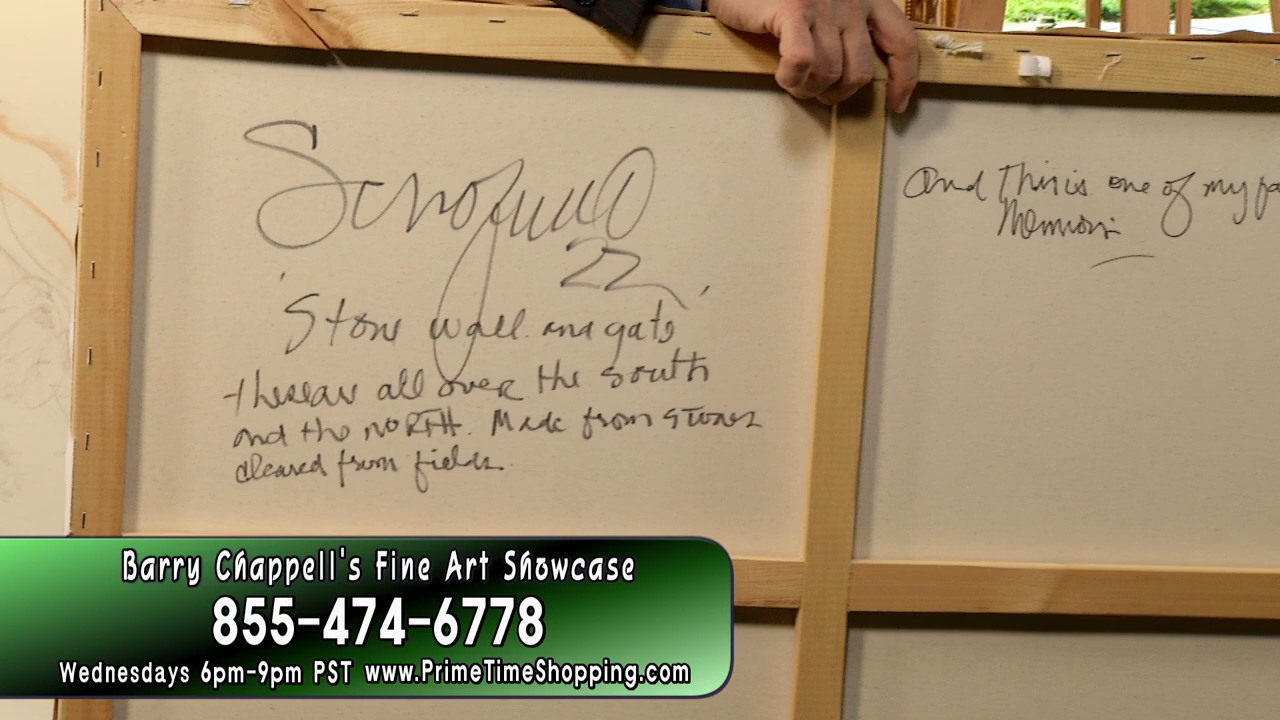 Schofield
22
'Stone wall and gate'
these are all over the south
and the NORTH. Made from stones
cleared from fields.
And this is one of my fa
Memories
Barry Chappell's Fine Art Showcase
855-474-6778
Wednesdays 6pm-9pm PST www.PrimeTimeShopping.com